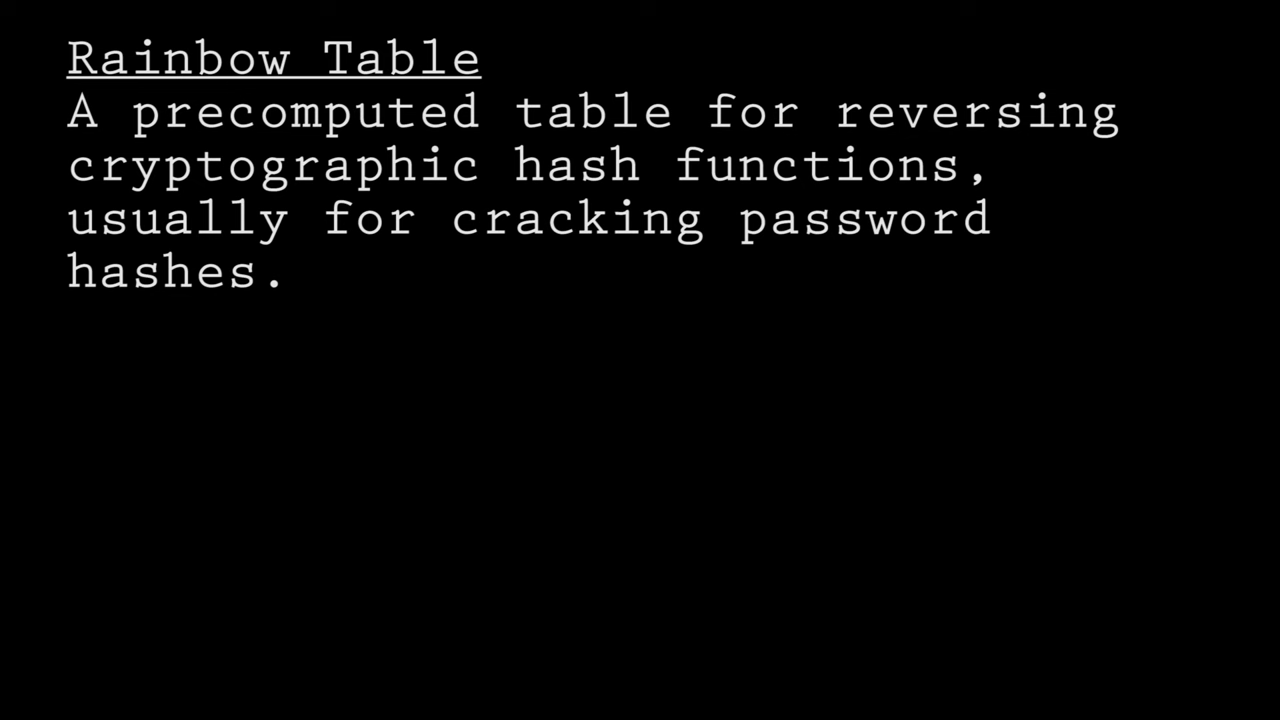 Rainbow Table
A precomputed table for reversing
cryptographic hash functions,
usually for cracking password
hashes.